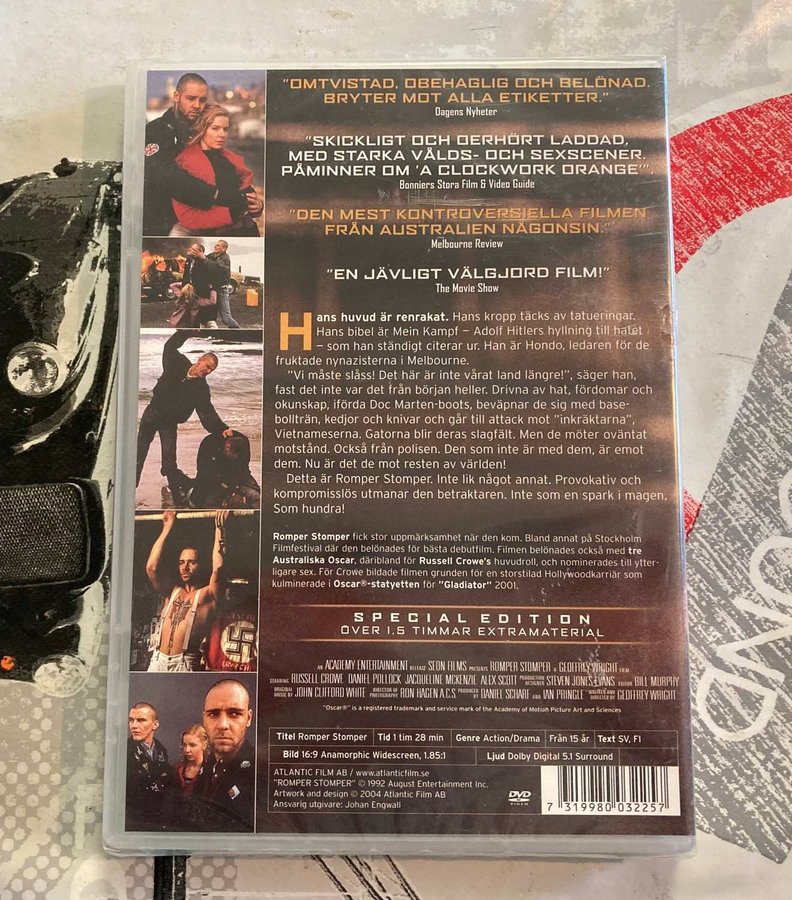 "OMTVISTAD, OBEHAGLIG OCH BELÖNAD.
BRYTER MOT ALLA ETIKETTER."
Dagens Nyheter
"SKICKLIGT OCH OERHÖRT LADDAD,
MED STARKA VÅLDS- OCH SEXSCENER.
PÅMINNER OM 'A CLOCKWORK ORANGE'".
Bonniers Stora Film & Video Guide
"DEN MEST KONTROVERSIELLA FILMEN
FRÅN AUSTRALIEN NÅGONSIN."
Melbourne Review
"EN JÄVLIGT VÄLGJORD FILM!"
The Movie Show
Hans huvud är renrakat. Hans kropp täcks av tatueringar.
Hans bibel är Mein Kampf – Adolf Hitlers hyllning till hatet
– som han ständigt citerar ur. Han är Hondo, ledaren för de
fruktade nynazisterna i Melbourne.
"Vi måste slåss! Det här är inte vårat land längre!", säger han,
fast det inte var det från början heller. Drivna av hat, fördomar och
okunskap, iförda Doc Marten-boots, beväpnar de sig med base-
bollträn, kedjor och knivar och går till attack mot "inkräktarna",
Vietnameserna. Gatorna blir deras slagfält. Men de möter oväntat
motstånd. Också från polisen. Den som inte är med dem, är emot
dem. Nu är det de mot resten av världen!
Detta är Romper Stomper. Inte lik något annat. Provokativ och
kompromisslös utmanar den betraktaren. Inte som en spark i magen.
Som hundra!
Romper Stomper fick stor uppmärksamhet när den kom. Bland annat på Stockholm
Filmfestival där den belönades för bästa debutfilm. Filmen belönades också med tre
Australiska Oscar, däribland för Russell Crowe's huvudroll, och nominerades till ytter-
ligare sex. För Crowe bildade filmen grunden för en storstilad Hollywoodkarriär som
kulminerade i Oscar®-statyetten för "Gladiator" 2001.
SPECIAL EDITION
ÖVER 1.5 TIMMAR EXTRAMATERIAL
AN ACADEMY ENTERTAINMENT RELEASE SEON FILMS PRESENTS ROMPER STOMPER A GEOFFREY WRIGHT FILM
STARRING RUSSELL CROWE DANIEL POLLOCK JACQUELINE MCKENZIE ALEX SCOTT PRODUCTION DESIGNER STEVEN JONES-EVANS EDITOR BILL MURPHY
ORIGINAL MUSIC BY JOHN CLIFFORD WHITE DIRECTOR OF PHOTOGRAPHY RON HAGEN A.C.S. PRODUCED BY DANIEL SCHARF AND IAN PRINGLE WRITTEN AND DIRECTED BY GEOFFREY WRIGHT
"Oscar®" is a registered trademark and service mark of the Academy of Motion Picture Art and Sciences
Titel Romper Stomper Tid 1 tim 28 min Genre Action/Drama Från 15 år Text SV, FI
Bild 16:9 Anamorphic Widescreen, 1.85:1 Ljud Dolby Digital 5.1 Surround
ATLANTIC FILM AB / www.atlanticfilm.se
"ROMPER STOMPER" © 1992 August Entertainment Inc.
Artwork and design © 2004 Atlantic Film AB
Ansvarig utgivare: Johan Engwall
DVD
VIDEO
7 319980 032257